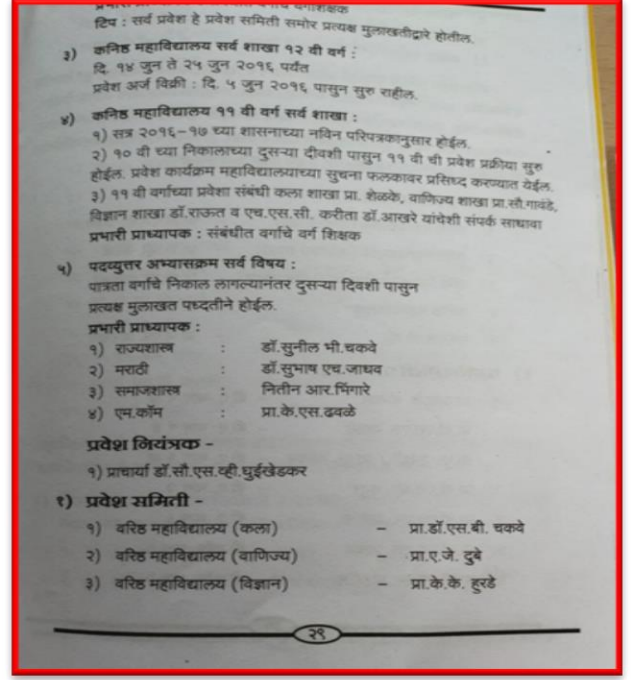 वर्गशिक्षक
टिप : सर्व प्रवेश हे प्रवेश समिती समोर प्रत्यक्ष मुलाखतीद्वारे होतील.
३) कनिष्ठ महाविद्यालय सर्व शाखा १२ वी वर्ग :
दि. १४ जुन ते २५ जुन २०१६ पर्यंत
प्रवेश अर्ज विक्री : दि. ५ जुन २०१६ पासुन सुरु राहील.
४) कनिष्ठ महाविद्यालय ११ वी वर्ग सर्व शाखा :
१) सत्र २०१६-१७ च्या शासनाच्या नविन परिपत्रकानुसार होईल.
२) १० वी च्या निकालाच्या दुसऱ्या दीवशी पासुन ११ वी ची प्रवेश प्रक्रीया सुरु
होईल. प्रवेश कार्यक्रम महाविद्यालयाच्या सुचना फलकावर प्रसिध्द करण्यात येईल.
३) ११ वी वर्गाच्या प्रवेशा संबंधी कला शाखा प्रा. शेळके, वाणिज्य शाखा प्रा.सौ.गावंडे,
विज्ञान शाखा डॉ.राऊत व एच.एस.सी. करीता डॉ.आखरे यांचेशी संपर्क साधावा
प्रभारी प्राध्यापक : संबंधीत वर्गाचे वर्ग शिक्षक
५) पदव्युत्तर अभ्यासक्रम सर्व विषय :
पात्रता वर्गाचे निकाल लागल्यानंतर दुसऱ्या दिवशी पासुन
प्रत्यक्ष मुलाखत पध्दतीने होईल.
प्रभारी प्राध्यापक :
१) राज्यशास्त्र : डॉ.सुनील भी.चकवे
२) मराठी : डॉ.सुभाष एच.जाधव
३) समाजशास्त्र : नितीन आर.भिंगारे
४) एम.कॉम : प्रा.के.एस.ढवळे
प्रवेश नियंत्रक -
१) प्राचार्या डॉ.सौ.एस.व्ही.घुईखेडकर
१) प्रवेश समिती -
१) वरिष्ठ महाविद्यालय (कला) - प्रा.डॉ.एस.बी. चकवे
२) वरिष्ठ महाविद्यालय (वाणिज्य) - प्रा.ए.जे. दुबे
३) वरिष्ठ महाविद्यालय (विज्ञान) - प्रा.के.के. हुरडे
२९